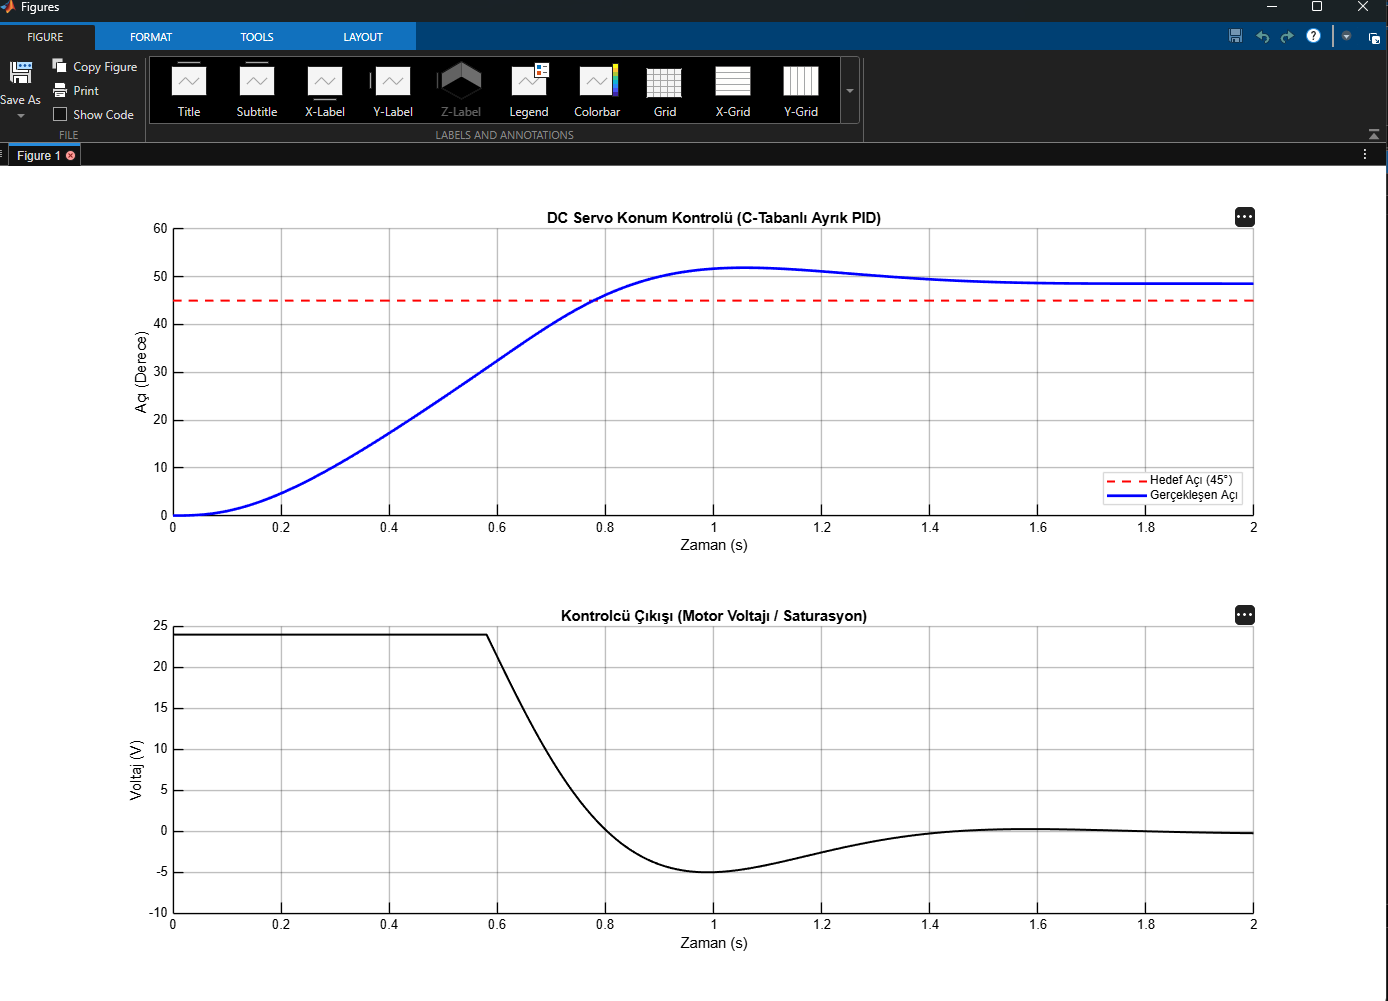 Figures
FIGURE FORMAT TOOLS LAYOUT
Save As
Copy Figure
Print
Show Code
FILE
Title Subtitle X-Label Y-Label Z-Label Legend Colorbar Grid X-Grid Y-Grid
LABELS AND ANNOTATIONS
Figure 1
DC Servo Konum Kontrolü (C-Tabanlı Ayrık PID)
60
50
40
30
20
10
0
Açı (Derece)
Hedef Açı (45°)
Gerçekleşen Açı
0 0.2 0.4 0.6 0.8 1 1.2 1.4 1.6 1.8 2
Zaman (s)
Kontrolcü Çıkışı (Motor Voltajı / Saturasyon)
25
20
15
10
5
0
-5
-10
Voltaj (V)
0 0.2 0.4 0.6 0.8 1 1.2 1.4 1.6 1.8 2
Zaman (s)